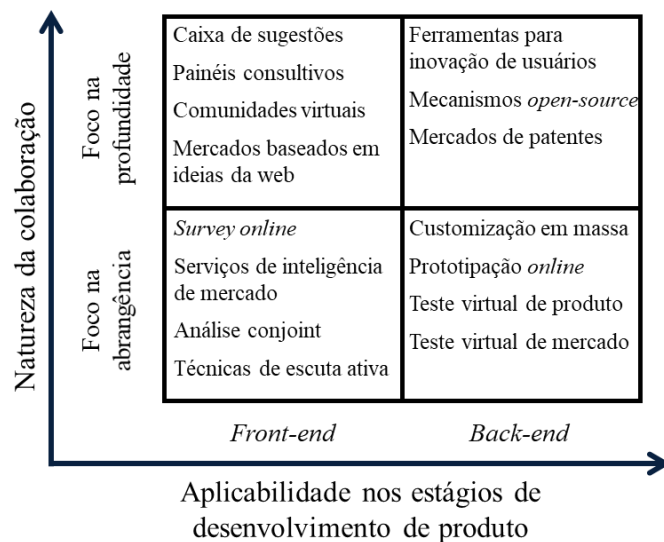 Natureza da colaboração
Foco na
profundidade
Caixa de sugestões
Painéis consultivos
Comunidades virtuais
Mercados baseados em
ideias da web
Ferramentas para
inovação de usuários
Mecanismos open-source
Mercados de patentes
Foco na
abrangência
Survey online
Serviços de inteligência
de mercado
Análise conjoint
Técnicas de escuta ativa
Customização em massa
Prototipação online
Teste virtual de produto
Teste virtual de mercado
Front-end
Back-end
Aplicabilidade nos estágios de
desenvolvimento de produto